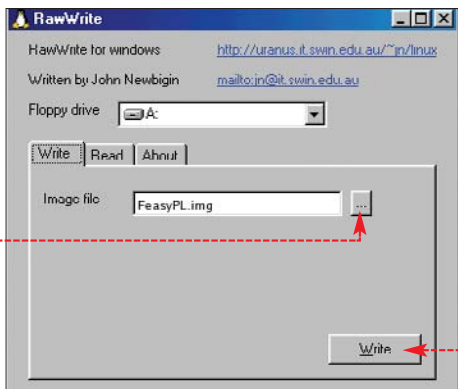 RawWrite
RawWrite for windows http://uranus.it.swin.edu.au/~jn/linux
Written by John Newbigin mailto:jn@it.swin.edu.au
Floppy drive A:
Write Read About
Image file FeasyPL.img ...
Write